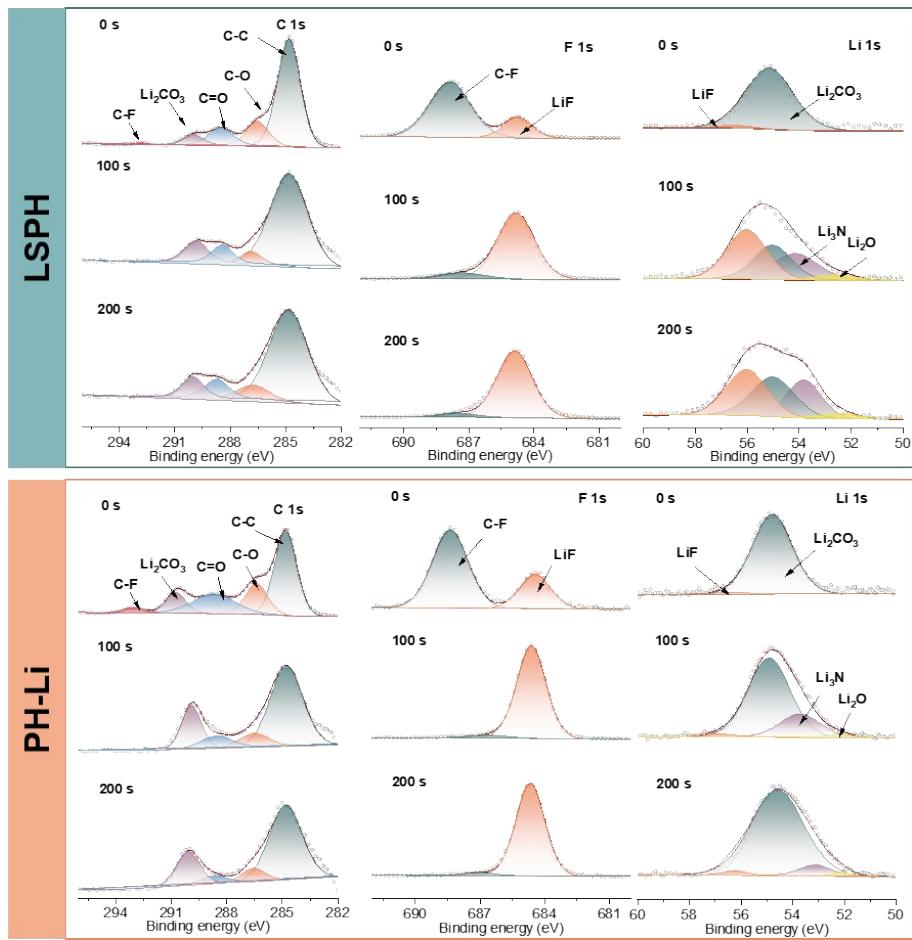 LSPH
0 s
C 1s
C-C
C-O
C=O
Li₂CO₃
C-F
100 s
200 s
294 291 288 285 282
Binding energy (eV)
0 s
F 1s
C-F
LiF
100 s
200 s
690 687 684 681
Binding energy (eV)
0 s
Li 1s
LiF
Li₂CO₃
100 s
Li₃N
Li₂O
200 s
60 58 56 54 52 50
Binding energy (eV)
PH-Li
0 s
C 1s
C-C
C-O
C=O
Li₂CO₃
C-F
100 s
200 s
294 291 288 285 282
Binding energy (eV)
0 s
F 1s
C-F
LiF
100 s
200 s
690 687 684 681
Binding energy (eV)
0 s
Li 1s
LiF
Li₂CO₃
100 s
Li₃N
Li₂O
200 s
60 58 56 54 52 50
Binding energy (eV)